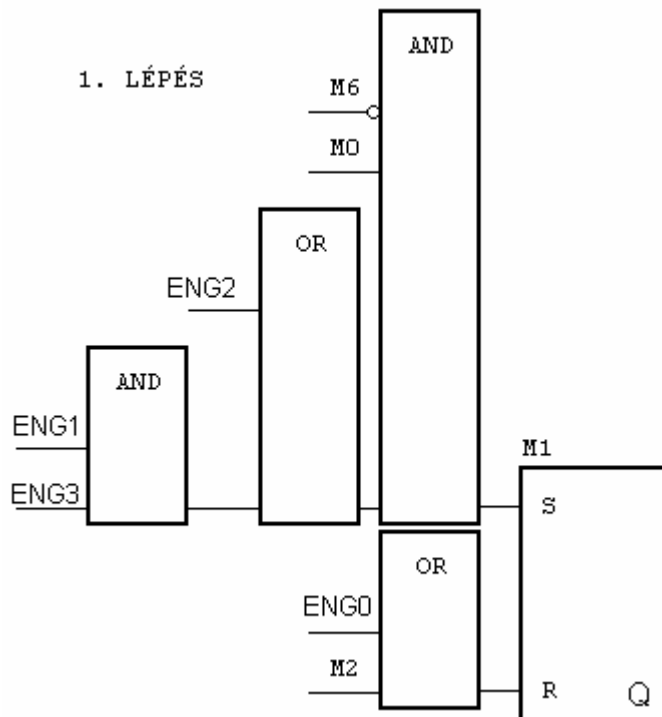 AND
1. LÉPÉS
M6
M0
OR
ENG2
AND
ENG1
M1
ENG3
S
OR
ENG0
M2
R
Q